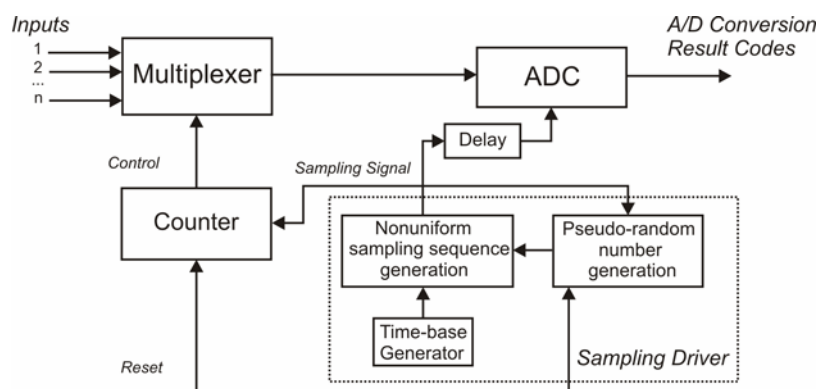 Inputs
1
2
...
n
Multiplexer
ADC
A/D Conversion
Result Codes
Delay
Control
Sampling Signal
Counter
Nonuniform
sampling sequence
generation
Pseudo-random
number
generation
Time-base
Generator
Reset
Sampling Driver